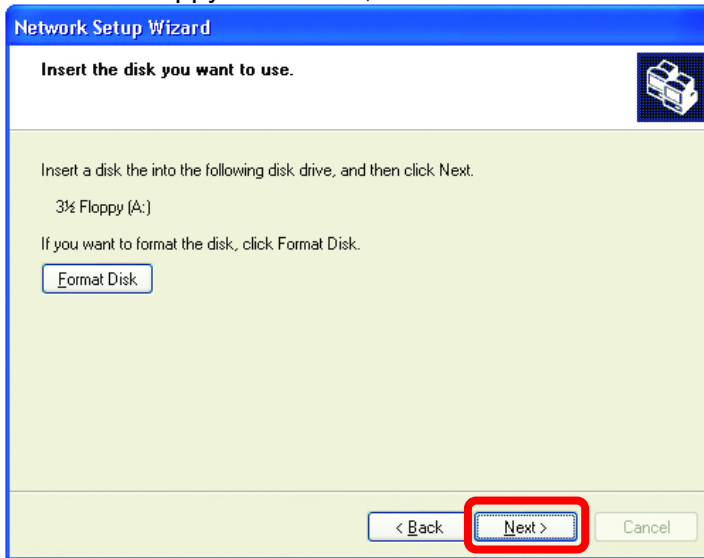 Network Setup Wizard
Insert the disk you want to use.
Insert a disk the into the following disk drive, and then click Next.
3½ Floppy (A:)
If you want to format the disk, click Format Disk.
Format Disk
< Back Next > Cancel